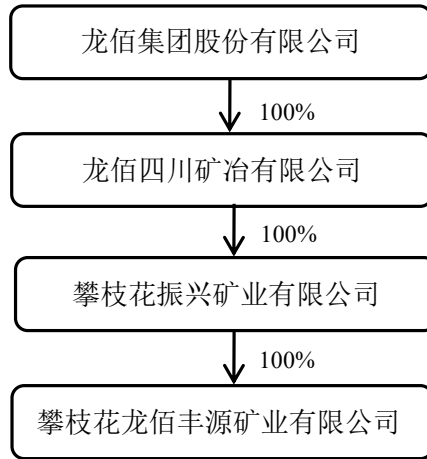 龙佰集团股份有限公司
100%
龙佰四川矿冶有限公司
100%
攀枝花振兴矿业有限公司
100%
攀枝花龙佰丰源矿业有限公司